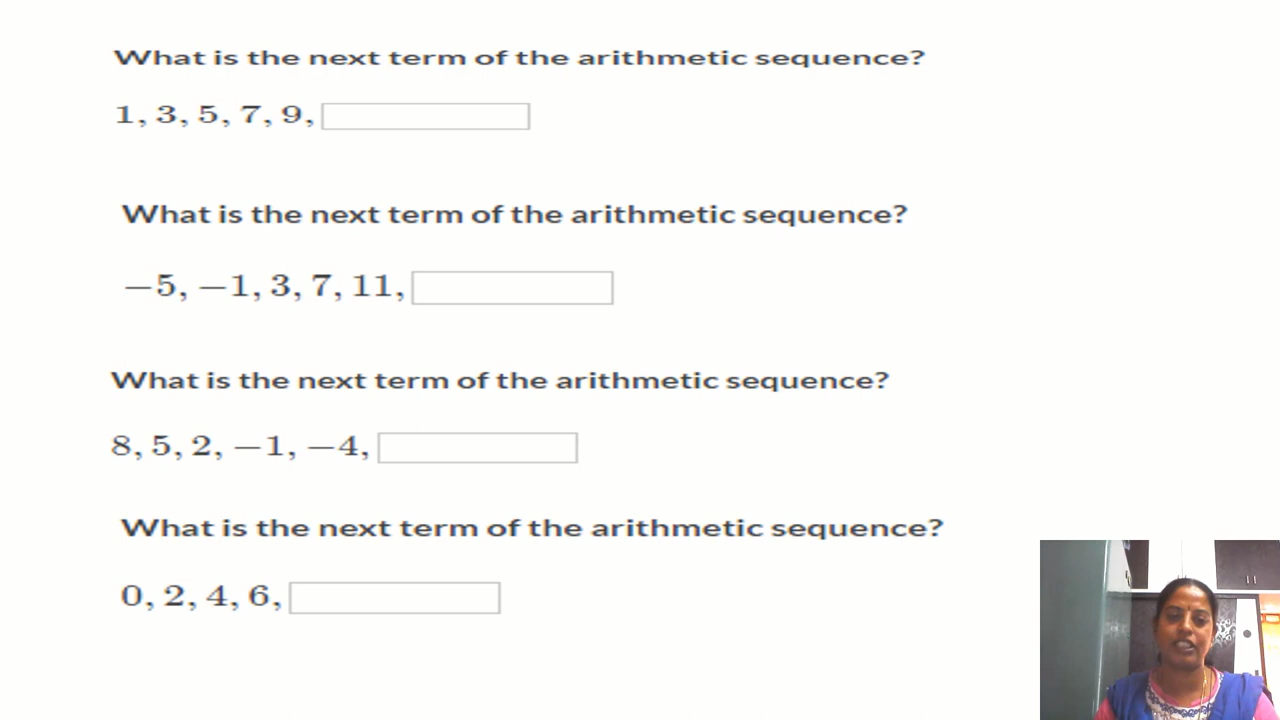 What is the next term of the arithmetic sequence?
1, 3, 5, 7, 9,
What is the next term of the arithmetic sequence?
−5, −1, 3, 7, 11,
What is the next term of the arithmetic sequence?
8, 5, 2, −1, −4,
What is the next term of the arithmetic sequence?
0, 2, 4, 6,